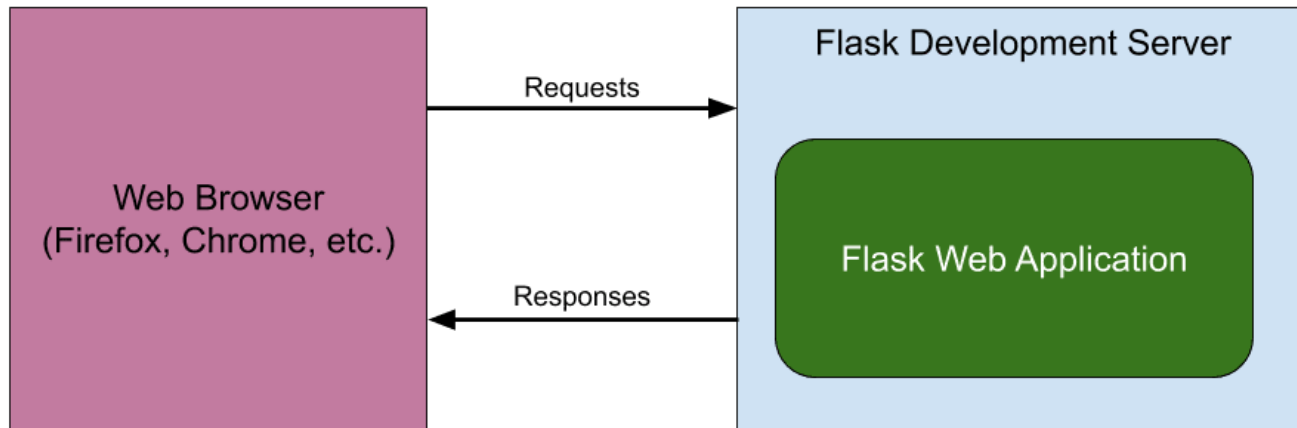 Flask Development Server
Requests
Web Browser
(Firefox, Chrome, etc.)
Flask Web Application
Responses